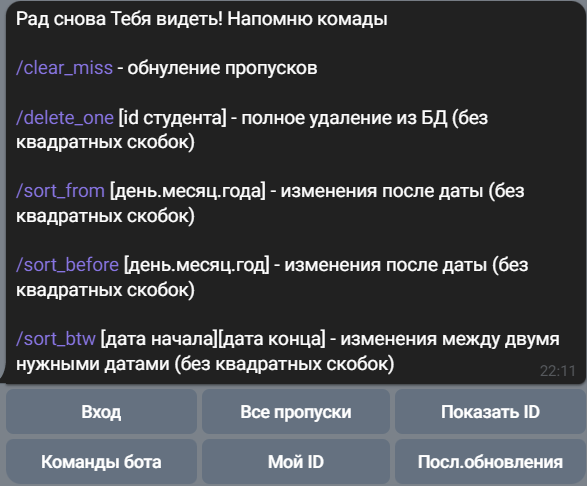 Рад снова Тебя видеть! Напомню комады
/clear_miss - обнуление пропусков
/delete_one [id студента] - полное удаление из БД (без
квадратных скобок)
/sort_from [день.месяц.года] - изменения после даты (без
квадратных скобок)
/sort_before [день.месяц.год] - изменения после даты (без
квадратных скобок)
/sort_btw [дата начала][дата конца] - изменения между двумя
нужными датами (без квадратных скобок)
22:11
Вход
Все пропуски
Показать ID
Команды бота
Мой ID
Посл.обновления